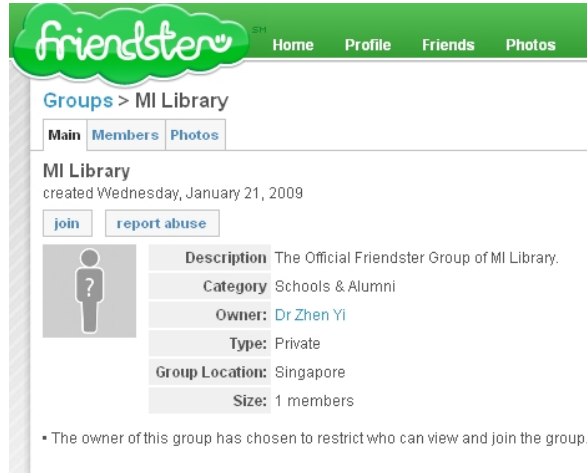 friendster SM
Home Profile Friends Photos
Groups > MI Library
Main Members Photos
MI Library
created Wednesday, January 21, 2009
join report abuse
?
Description The Official Friendster Group of MI Library.
Category Schools & Alumni
Owner: Dr Zhen Yi
Type: Private
Group Location: Singapore
Size: 1 members
▪ The owner of this group has chosen to restrict who can view and join the group.